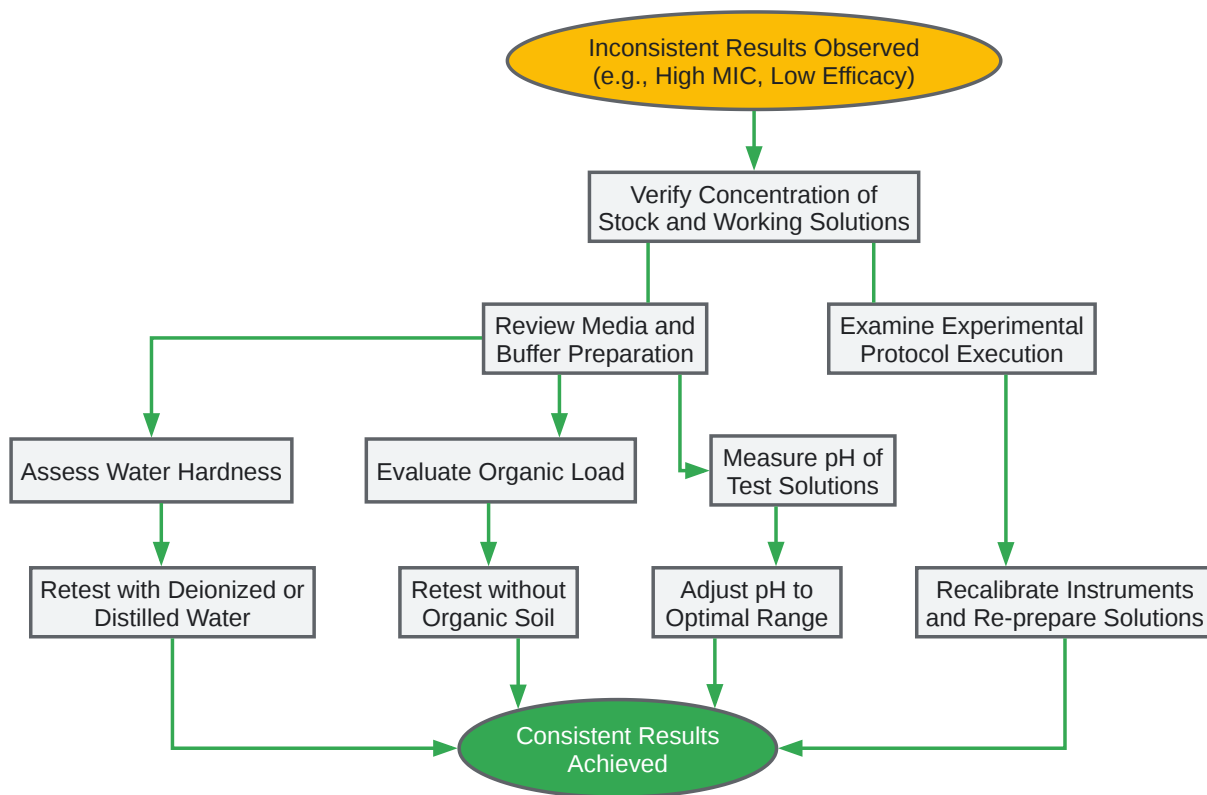 Inconsistent Results Observed
(e.g., High MIC, Low Efficacy)
Verify Concentration of
Stock and Working Solutions
Review Media and
Buffer Preparation
Examine Experimental
Protocol Execution
Assess Water Hardness
Evaluate Organic Load
Measure pH of
Test Solutions
Retest with Deionized or
Distilled Water
Retest without
Organic Soil
Adjust pH to
Optimal Range
Recalibrate Instruments
and Re-prepare Solutions
Consistent Results
Achieved